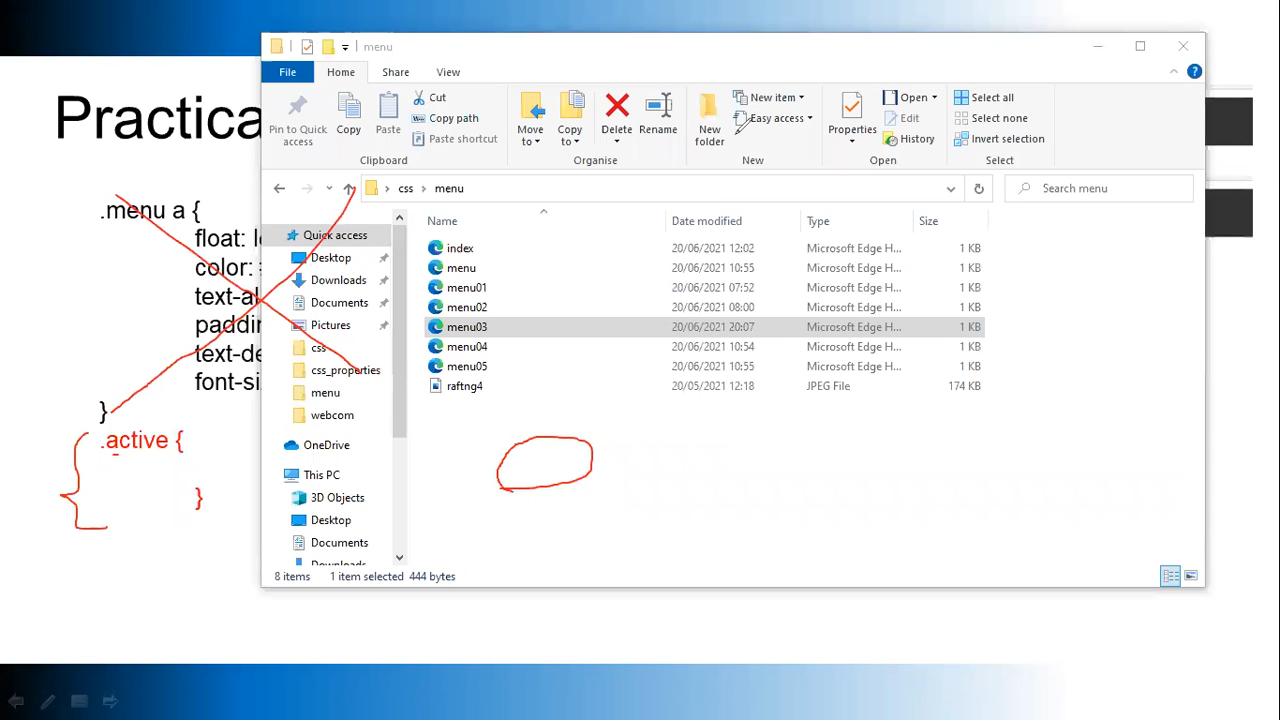 Practica
.menu a {
float: l
color:
text-al
paddin
text-de
font-si
}
.active {
}
menu
File Home Share View
Pin to Quick access
Copy
Paste
Cut
Copy path
Paste shortcut
Clipboard
Move to
Copy to
Delete
Rename
Organise
New folder
New item
Easy access
New
Properties
Open
Edit
History
Open
Select all
Select none
Invert selection
Select
css menu
Search menu
Name Date modified Type Size
Quick access
Desktop
Downloads
Documents
Pictures
css
css_properties
menu
webcom
OneDrive
This PC
3D Objects
Desktop
Documents
Downloads
index 20/06/2021 12:02 Microsoft Edge H... 1 KB
menu 20/06/2021 10:55 Microsoft Edge H... 1 KB
menu01 20/06/2021 07:52 Microsoft Edge H... 1 KB
menu02 20/06/2021 08:00 Microsoft Edge H... 1 KB
menu03 20/06/2021 20:07 Microsoft Edge H... 1 KB
menu04 20/06/2021 10:54 Microsoft Edge H... 1 KB
menu05 20/06/2021 10:55 Microsoft Edge H... 1 KB
raftng4 20/05/2021 12:18 JPEG File 174 KB
8 items 1 item selected 444 bytes